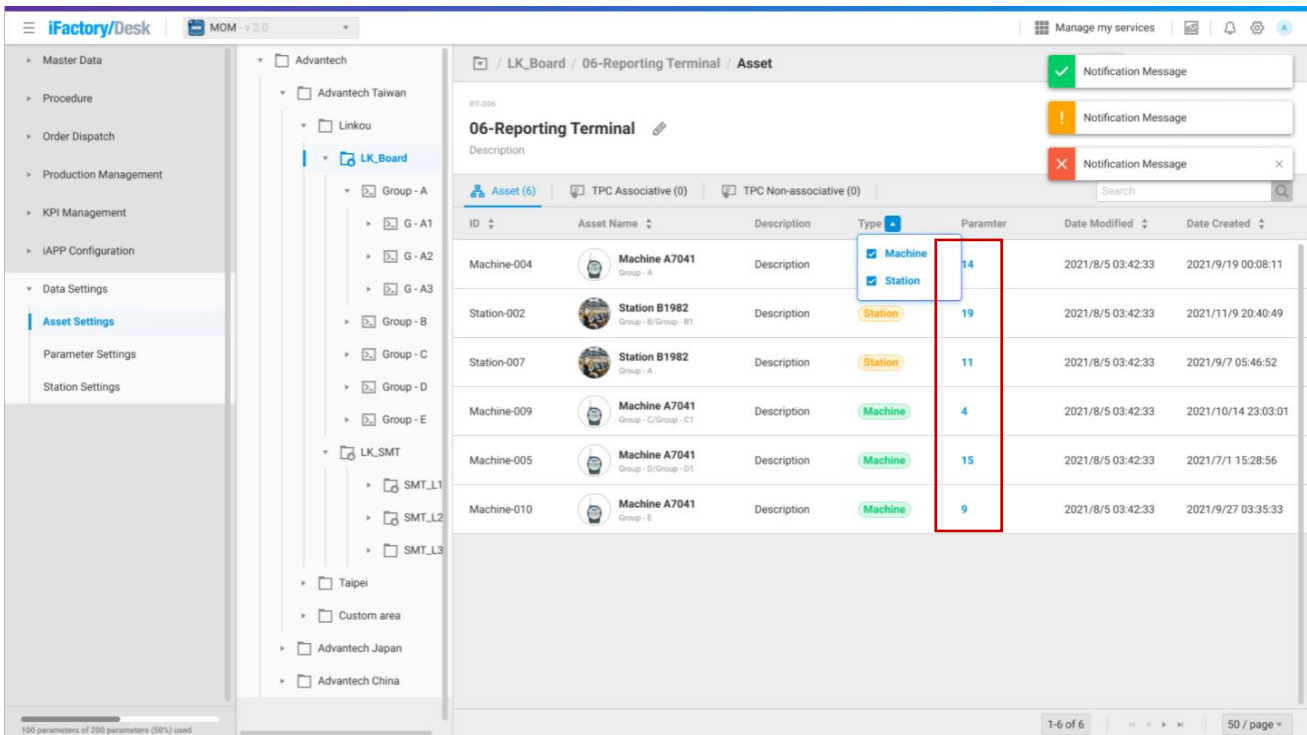 iFactory/Desk
MOM - v 2.0
Manage my services
A
Master Data
Procedure
Order Dispatch
Production Management
KPI Management
iAPP Configuration
Data Settings
Asset Settings
Parameter Settings
Station Settings
100 parameters of 200 parameters (50%) used
Advantech
Advantech Taiwan
Linkou
LK_Board
Group - A
G - A1
G - A2
G - A3
Group - B
Group - C
Group - D
Group - E
LK_SMT
SMT_L1
SMT_L2
SMT_L3
Taipei
Custom area
Advantech Japan
Advantech China
/ LK_Board / 06-Reporting Terminal / Asset
RT-006
06-Reporting Terminal
Description
Notification Message
Notification Message
Notification Message
Asset (6) TPC Associative (0) TPC Non-associative (0) Search
ID Asset Name Description Type Paramter Date Modified Date Created
Machine
Station
Machine-004 Machine A7041 Description 14 2021/8/5 03:42:33 2021/9/19 00:08:11
Group - A
Station-002 Station B1982 Description Station 19 2021/8/5 03:42:33 2021/11/9 20:40:49
Group - B/Group - B1
Station-007 Station B1982 Description Station 11 2021/8/5 03:42:33 2021/9/7 05:46:52
Group - A
Machine-009 Machine A7041 Description Machine 4 2021/8/5 03:42:33 2021/10/14 23:03:01
Group - C/Group - C1
Machine-005 Machine A7041 Description Machine 15 2021/8/5 03:42:33 2021/7/1 15:28:56
Group - D/Group - D1
Machine-010 Machine A7041 Description Machine 9 2021/8/5 03:42:33 2021/9/27 03:35:33
Group - E
1-6 of 6 50 / page